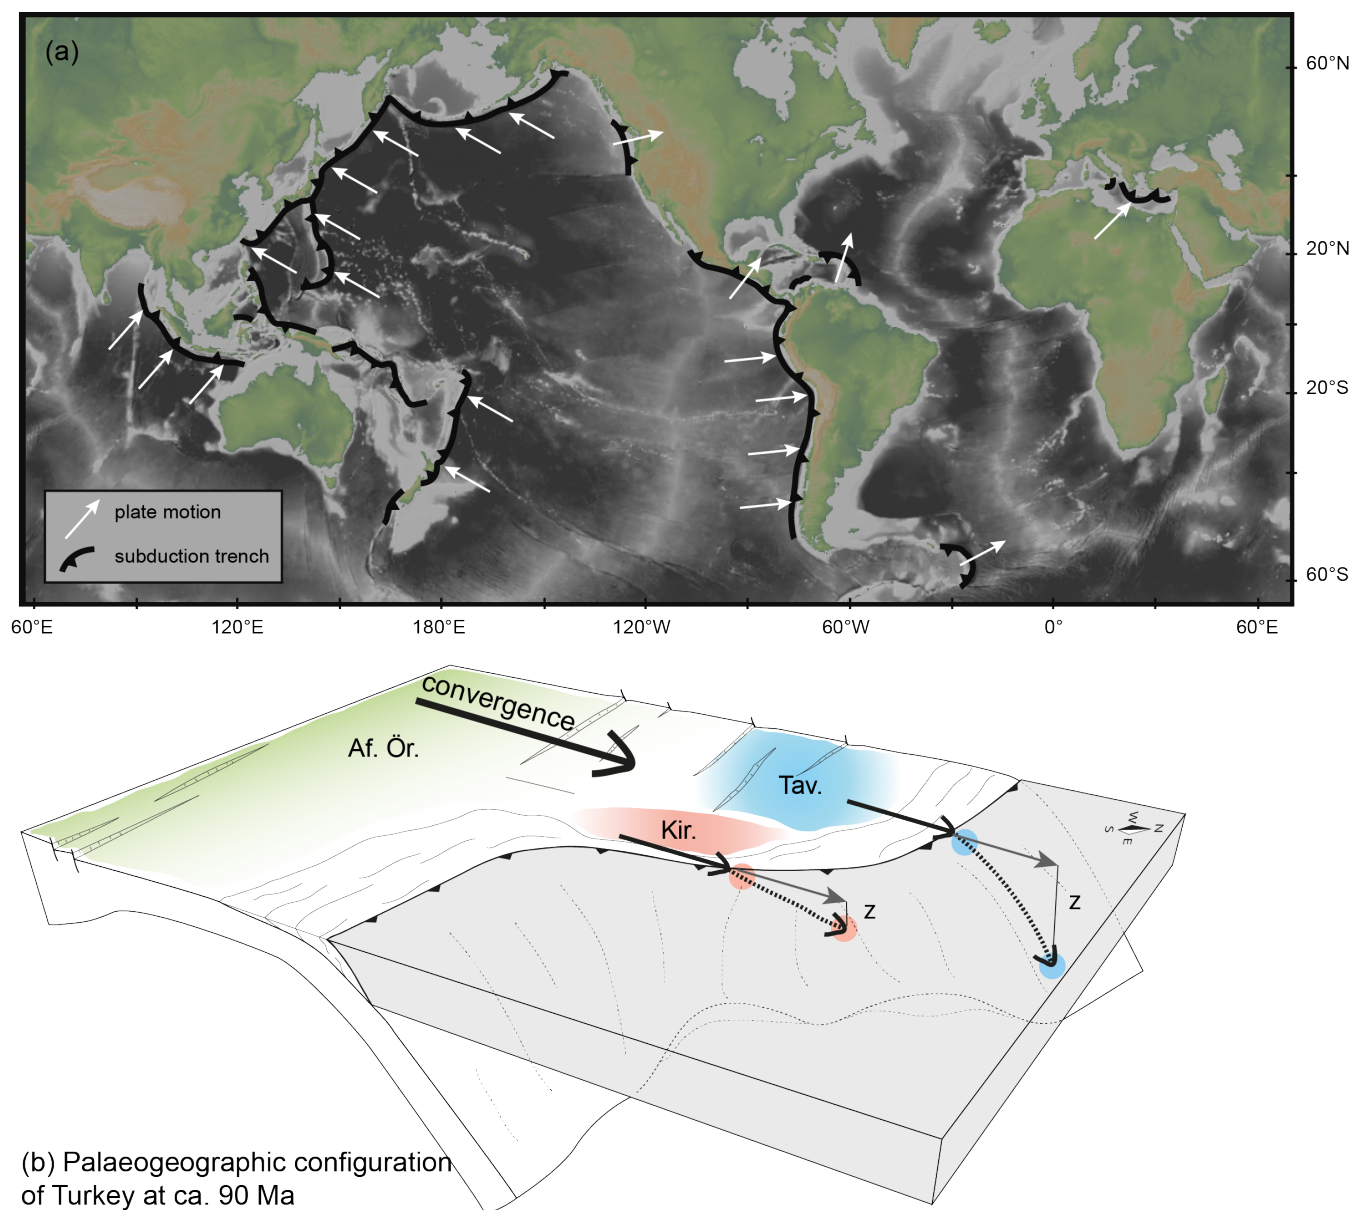 (a)
60°N
20°N
20°S
60°S
plate motion
subduction trench
60°E 120°E 180°E 120°W 60°W 0° 60°E
convergence
Af. Ör.
Tav.
Kir.
W
N
S
E
z
z
(b) Palaeogeographic configuration
of Turkey at ca. 90 Ma